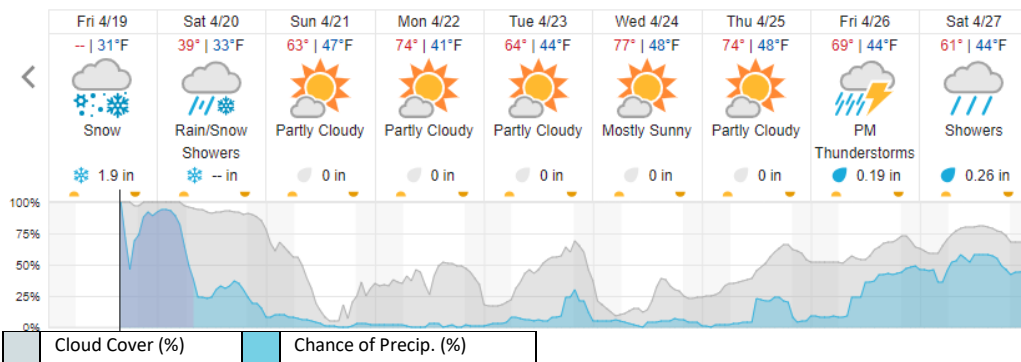 Fri 4/19 Sat 4/20 Sun 4/21 Mon 4/22 Tue 4/23 Wed 4/24 Thu 4/25 Fri 4/26 Sat 4/27
-- | 31°F 39° | 33°F 63° | 47°F 74° | 41°F 64° | 44°F 77° | 48°F 74° | 48°F 69° | 44°F 61° | 44°F
Snow Rain/Snow Partly Cloudy Partly Cloudy Partly Cloudy Mostly Sunny Partly Cloudy PM Showers
Showers Thunderstorms
1.9 in -- in 0 in 0 in 0 in 0 in 0 in 0.19 in 0.26 in
100%
75%
50%
25%
0%
Cloud Cover (%) Chance of Precip. (%)